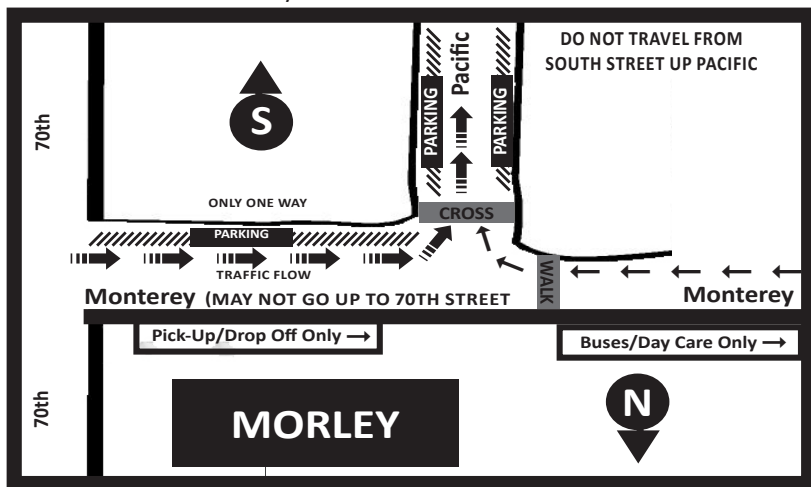 DO NOT TRAVEL FROM
SOUTH STREET UP PACIFIC
70th
S
PARKING
Pacific
PARKING
ONLY ONE WAY
CROSS
PARKING
TRAFFIC FLOW
WALK
Monterey (MAY NOT GO UP TO 70TH STREET
Monterey
Pick-Up/Drop Off Only
Buses/Day Care Only
70th
MORLEY
N